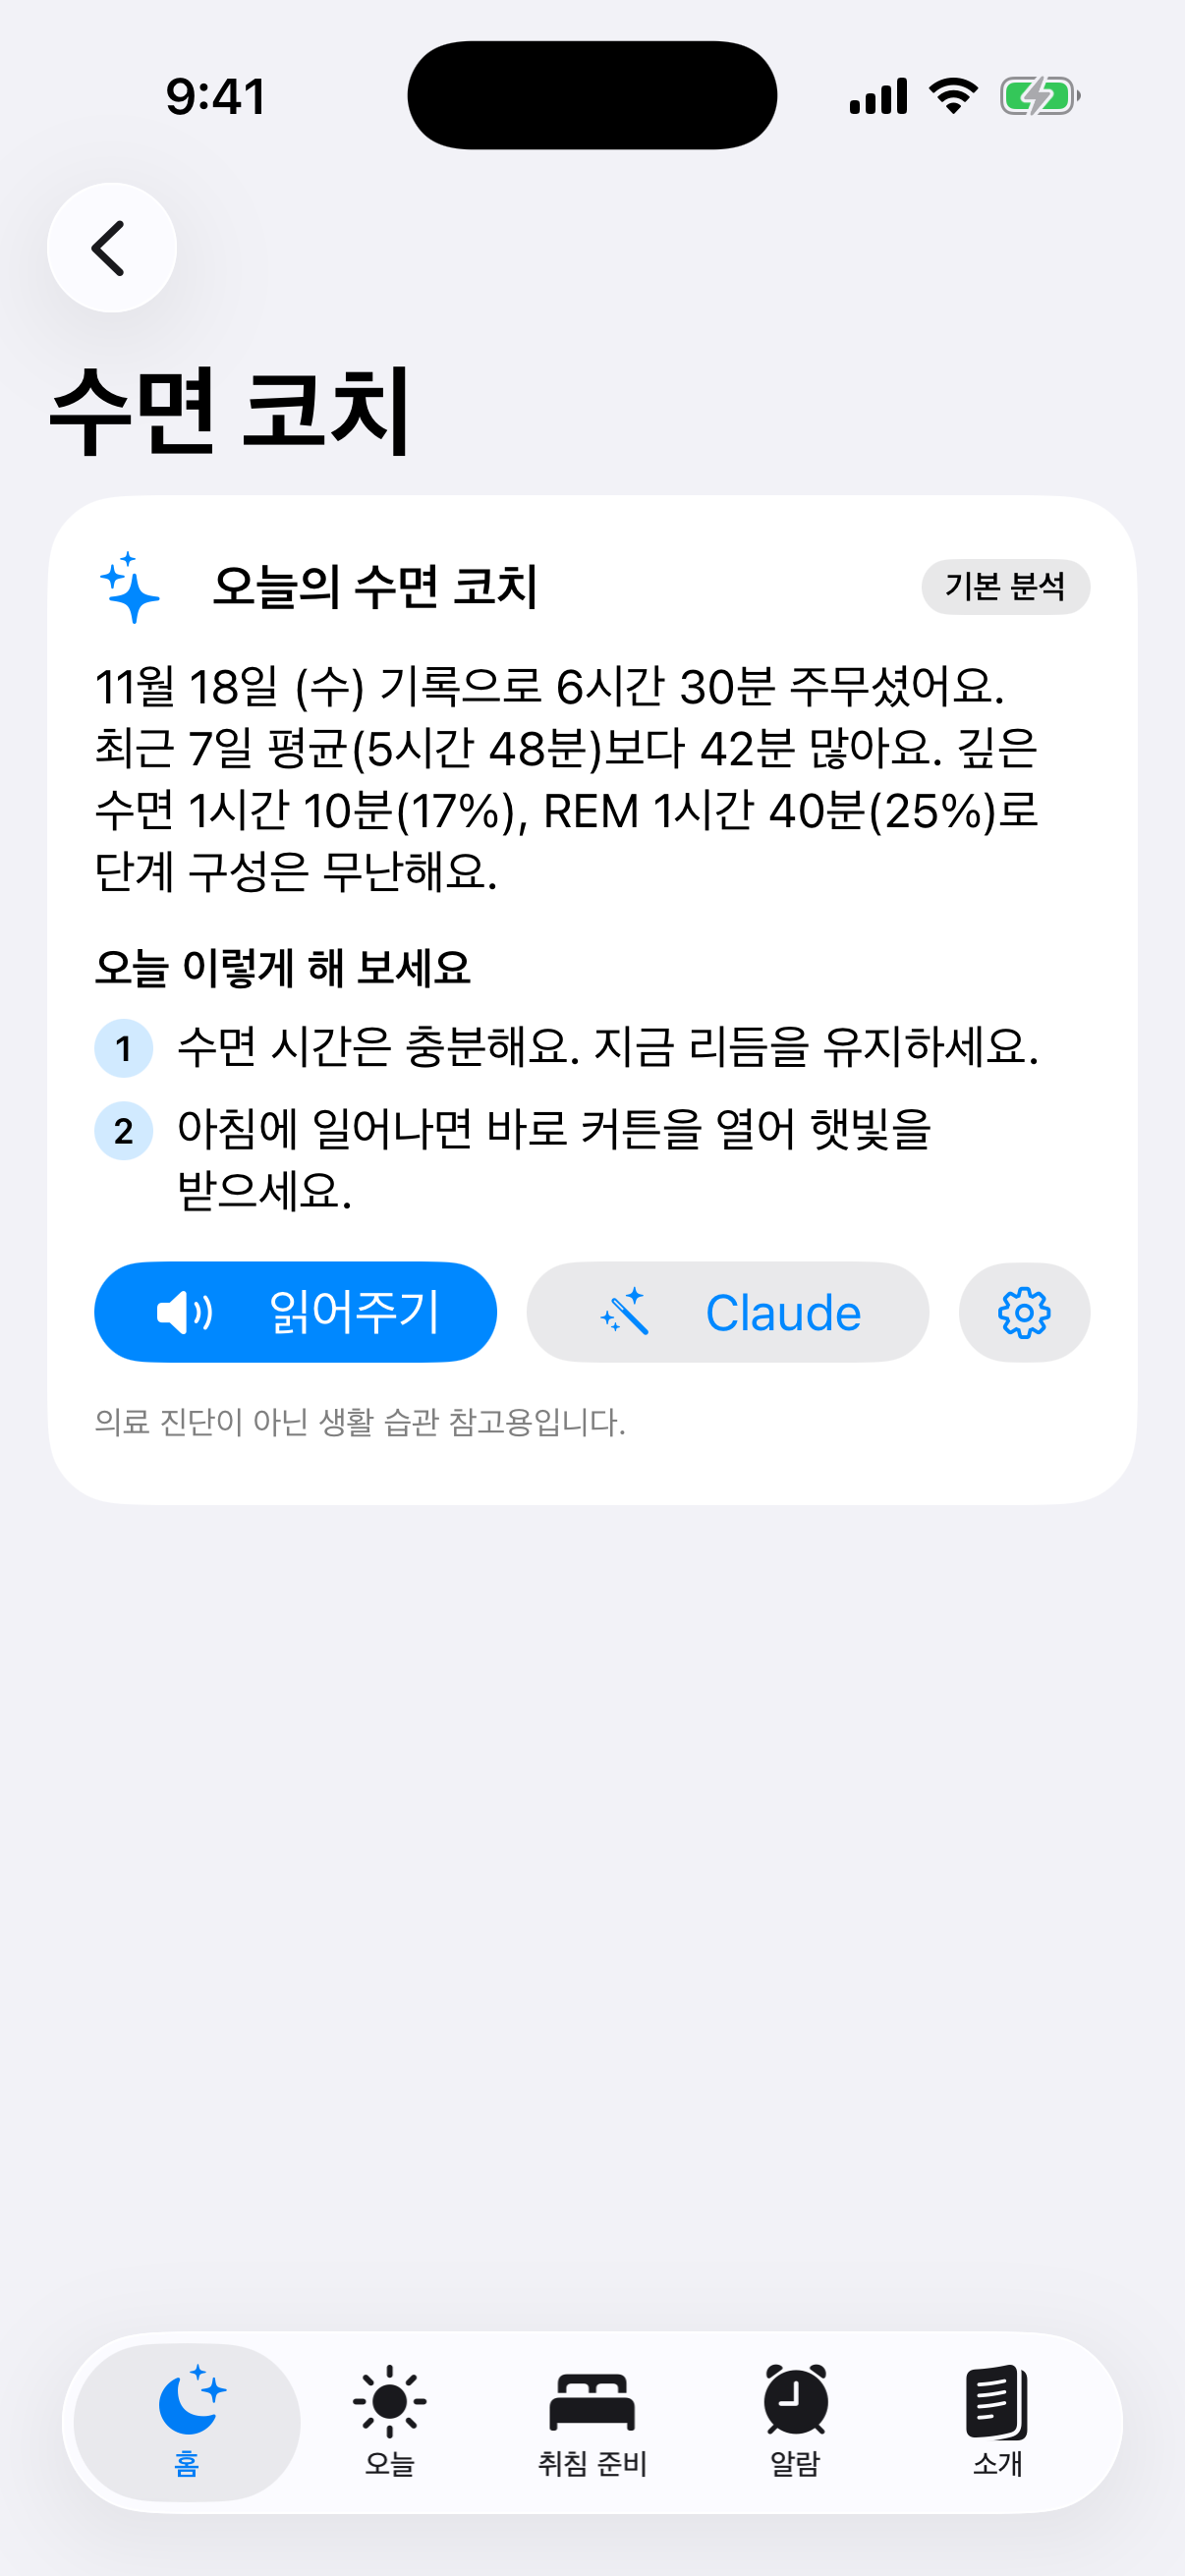 9:41
수면 코치
오늘의 수면 코치
기본 분석
11월 18일 (수) 기록으로 6시간 30분 주무셨어요.
최근 7일 평균(5시간 48분)보다 42분 많아요. 깊은
수면 1시간 10분(17%), REM 1시간 40분(25%)로
단계 구성은 무난해요.
오늘 이렇게 해 보세요
1 수면 시간은 충분해요. 지금 리듬을 유지하세요.
2 아침에 일어나면 바로 커튼을 열어 햇빛을
받으세요.
읽어주기
Claude
의료 진단이 아닌 생활 습관 참고용입니다.
홈
오늘
취침 준비
알람
소개